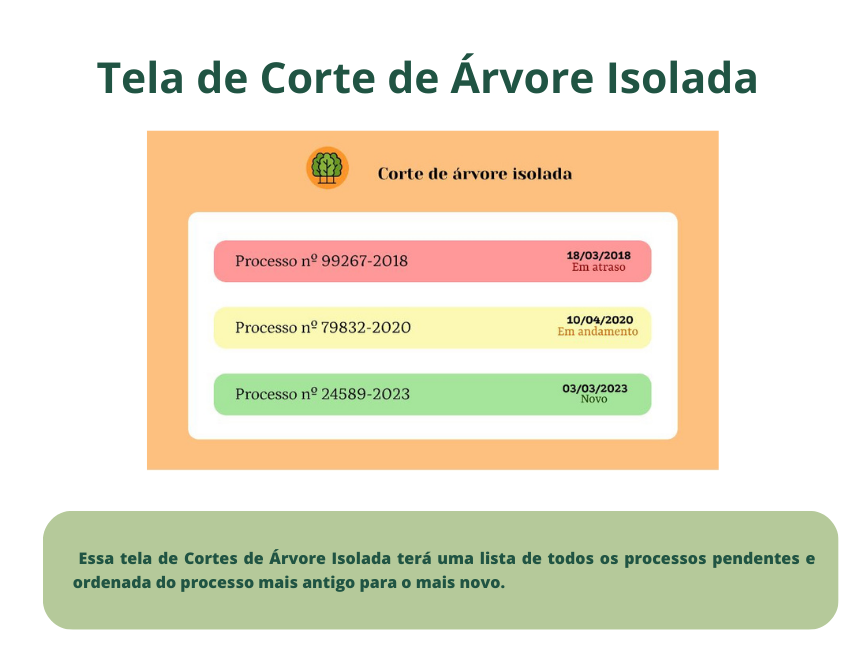 Tela de Corte de Árvore Isolada
Corte de árvore isolada
Processo nº 99267-2018
18/03/2018
Em atraso
Processo nº 79832-2020
10/04/2020
Em andamento
Processo nº 24589-2023
03/03/2023
Novo
Essa tela de Cortes de Árvore Isolada terá uma lista de todos os processos pendentes e
ordenada do processo mais antigo para o mais novo.